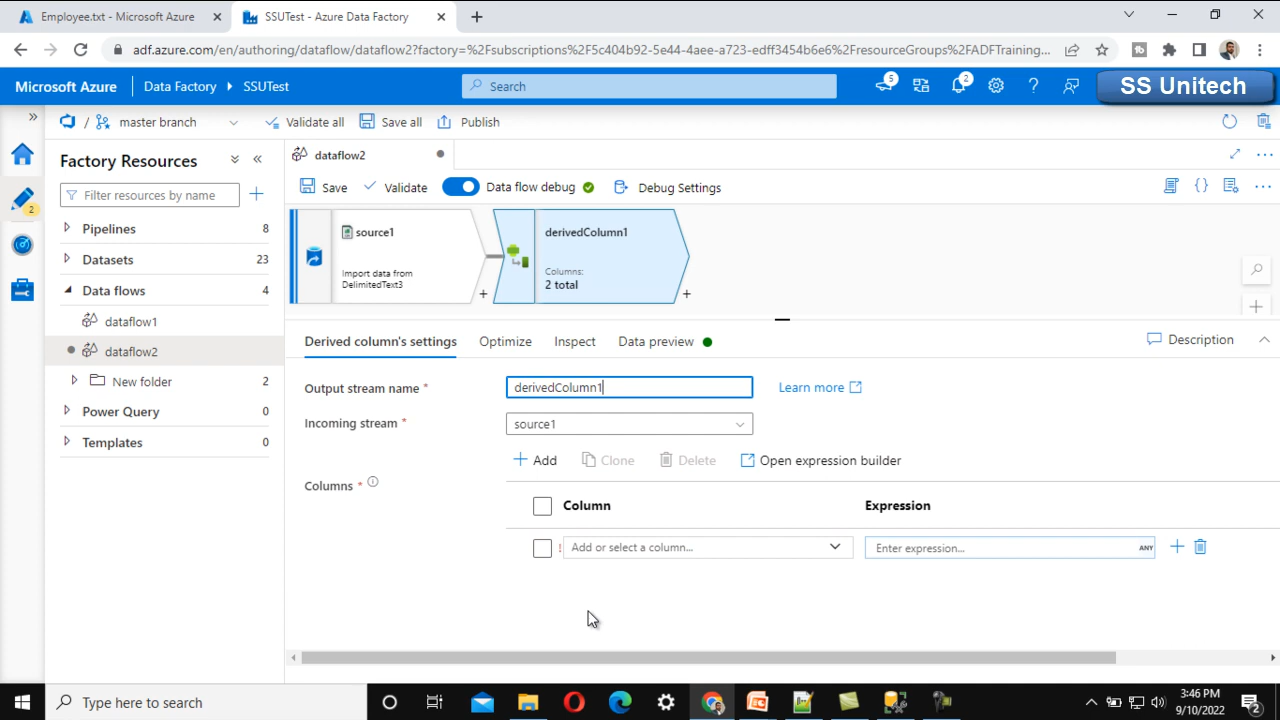 Employee.txt - Microsoft Azure
SSUTest - Azure Data Factory
adf.azure.com/en/authoring/dataflow/dataflow2?factory=%2Fsubscriptions%2F5c404b92-5e44-4aee-a723-edff3454b6e6%2FresourceGroups%2FADFTraining...
Microsoft Azure
Data Factory
SSUTest
Search
5
2
SS Unitech
/
master branch
Validate all
Save all
Publish
Factory Resources
dataflow2
Filter resources by name
Save
Validate
Data flow debug
Debug Settings
2
Pipelines 8
Datasets 23
Data flows 4
dataflow1
dataflow2
New folder 2
Power Query 0
Templates 0
source1
Import data from
DelimitedText3
+
derivedColumn1
Columns:
2 total
+
Derived column's settings
Optimize
Inspect
Data preview
Description
Output stream name *
derivedColumn1
Learn more
Incoming stream *
source1
Add
Clone
Delete
Open expression builder
Columns *
Column
Expression
Add or select a column...
Enter expression...
ANY
Type here to search
3:46 PM
9/10/2022
2